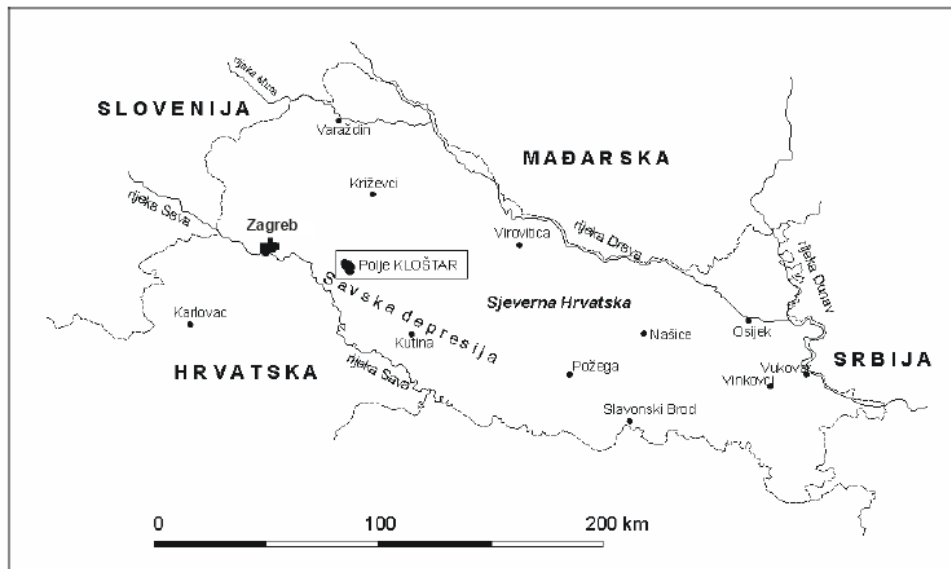 rijeka Mura
SLOVENIJA
Varaždin
MAĐARSKA
Križevci
rijeka Sava
Zagreb
Virovitica
rijeka Drava
rijeka Dunav
Polje KLOŠTAR
Savska depresija
Sjeverna Hrvatska
Karlovac
Kutina
Našice
Osijek
HRVATSKA
rijeka Sava
Požega
SRBIJA
Vukovar
Vinkovci
Slavonski Brod
0 100 200 km